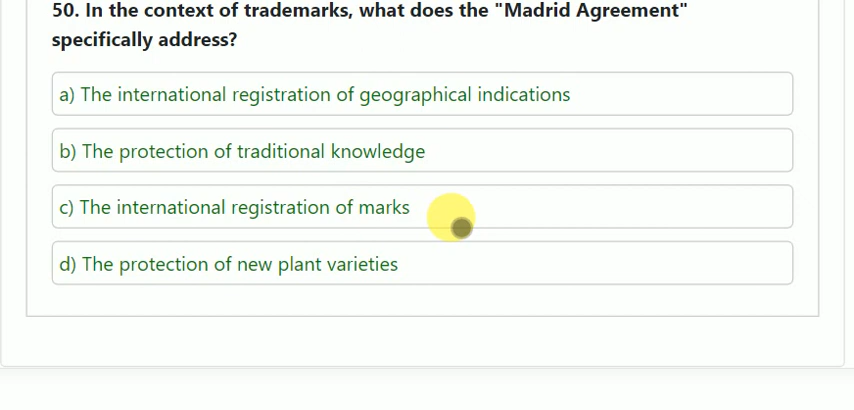 50. In the context of trademarks, what does the "Madrid Agreement"
specifically address?
a) The international registration of geographical indications
b) The protection of traditional knowledge
c) The international registration of marks
d) The protection of new plant varieties